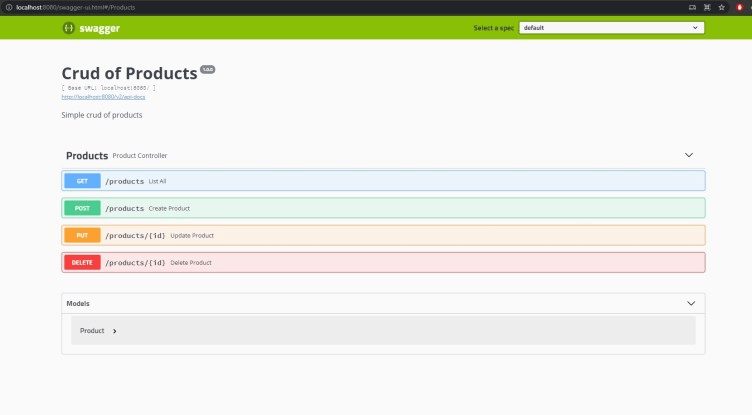 localhost:8080/swagger-ui.html#/Products
swagger
Select a spec default
Crud of Products 1.0.0
[ Base URL: localhost:8080/ ]
http://localhost:8080/v2/api-docs
Simple crud of products
Products Product Controller
GET /products List All
POST /products Create Product
PUT /products/{id} Update Product
DELETE /products/{id} Delete Product
Models
Product